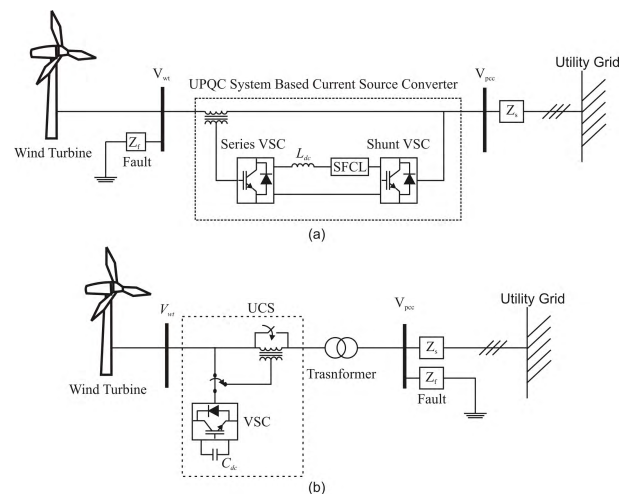 Utility Grid
V_wt
UPQC System Based Current Source Converter
V_pcc
Z_s
Z_f
Fault
Wind Turbine
Series VSC
L_dc
SFCL
Shunt VSC
(a)
V_wt
UCS
V_pcc
Utility Grid
Z_s
Z_f
Fault
Trasnformer
Wind Turbine
VSC
C_dc
(b)